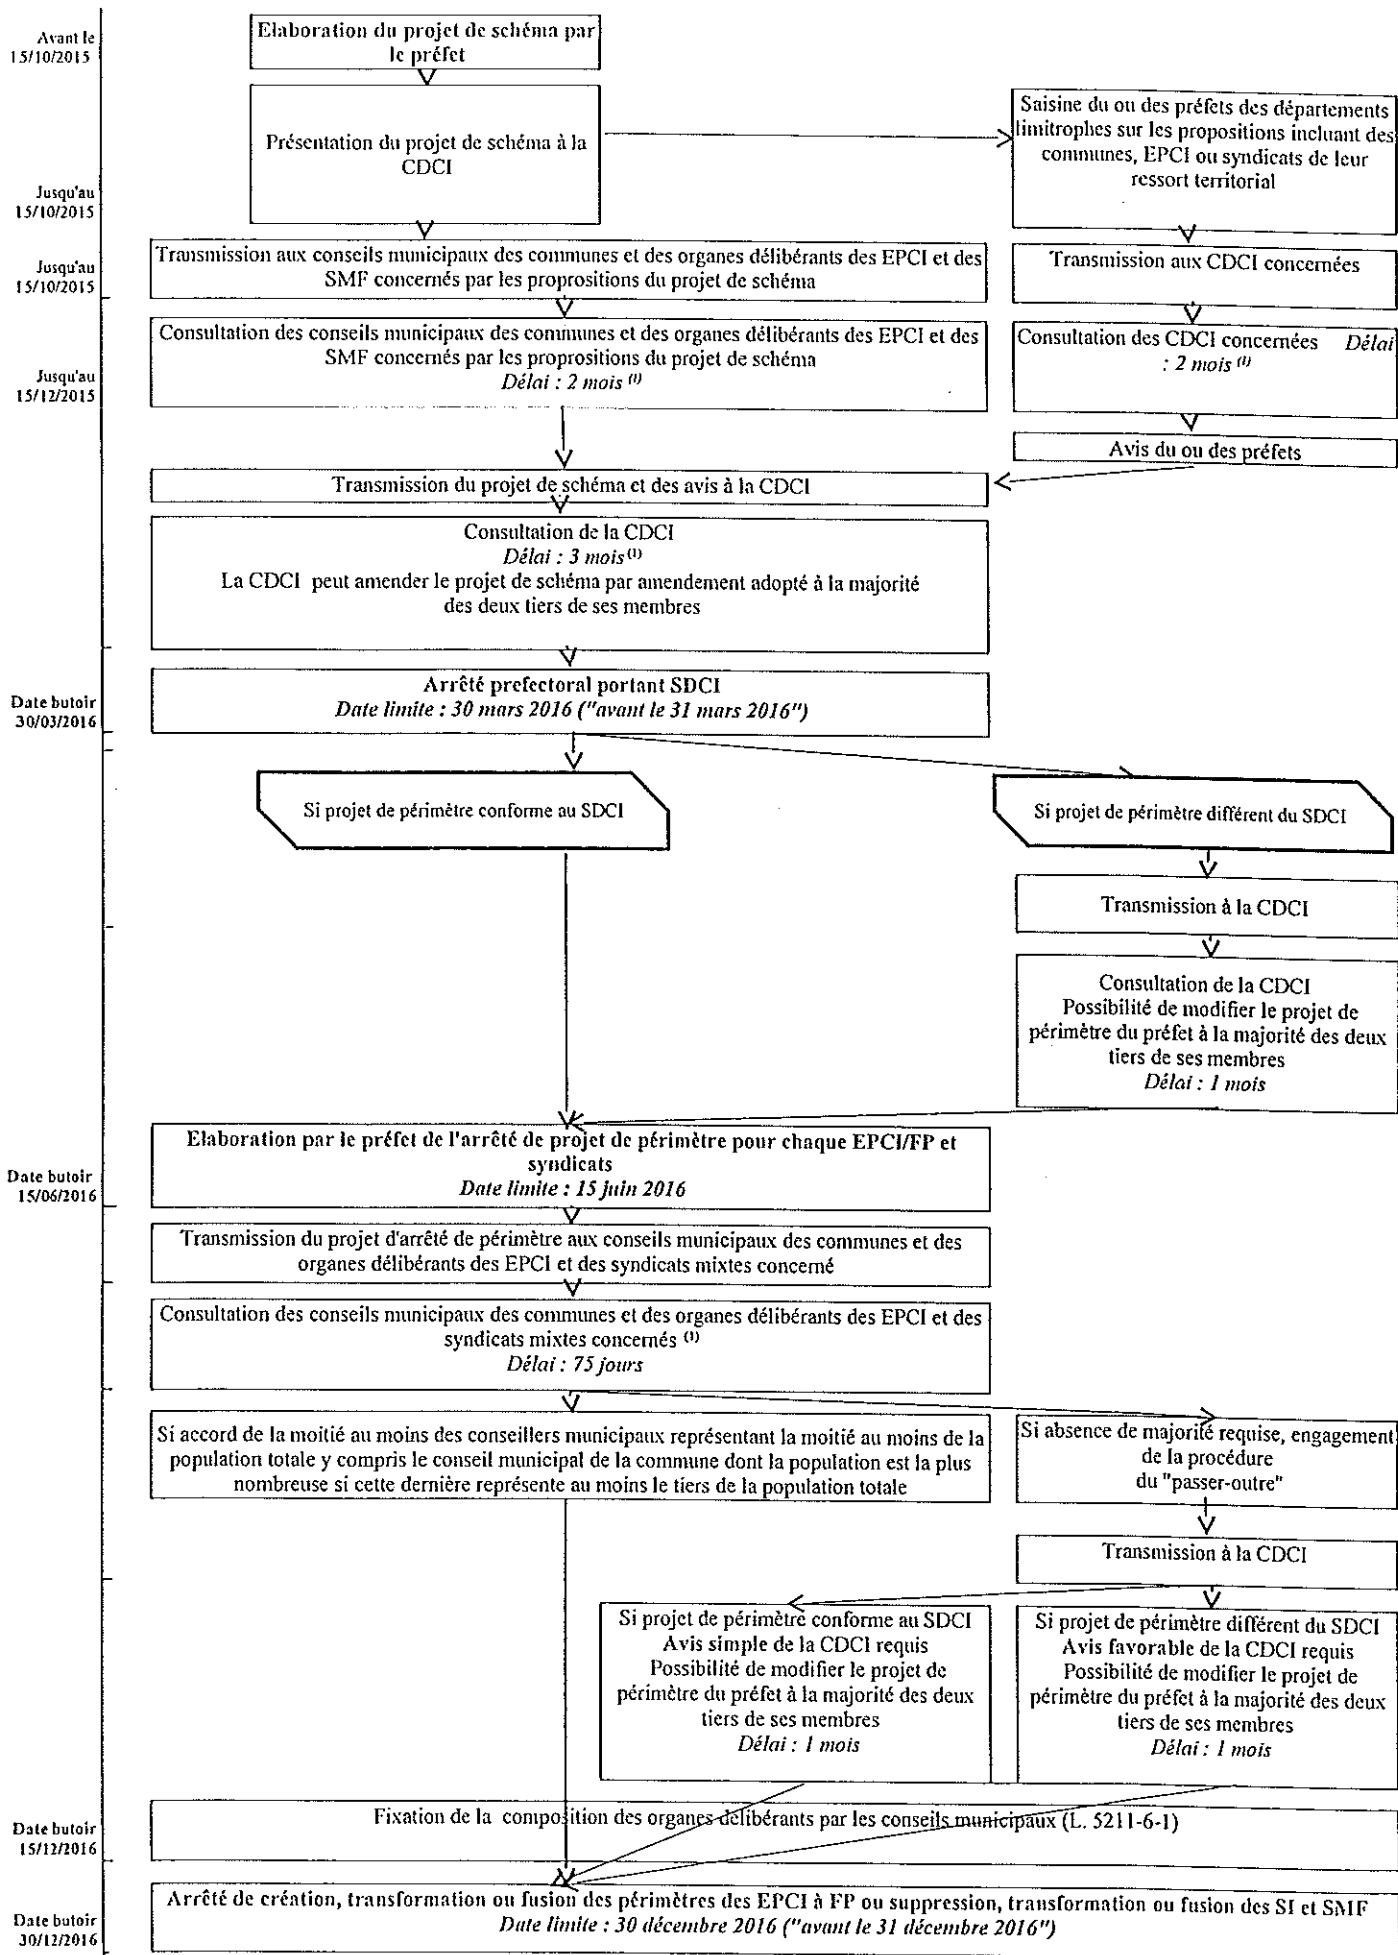 Avant le
15/10/2015
Elaboration du projet de schéma par
le préfet
Présentation du projet de schéma à la
CDCI
Saisine du ou des préfets des départements
limitrophes sur les propositions incluant des
communes, EPCI ou syndicats de leur
ressort territorial
Jusqu'au
15/10/2015
Jusqu'au
15/10/2015
Transmission aux conseils municipaux des communes et des organes délibérants des EPCI et des
SMF concernés par les proprositions du projet de schéma
Transmission aux CDCI concernées
Jusqu'au
15/12/2015
Consultation des conseils municipaux des communes et des organes délibérants des EPCI et des
SMF concernés par les proprositions du projet de schéma
Délai : 2 mois (1)
Consultation des CDCI concernées Délai
: 2 mois (1)
Avis du ou des préfets
Transmission du projet de schéma et des avis à la CDCI
Consultation de la CDCI
Délai : 3 mois (1)
La CDCI peut amender le projet de schéma par amendement adopté à la majorité
des deux tiers de ses membres
Date butoir
30/03/2016
Arrêté prefectoral portant SDCI
Date limite : 30 mars 2016 ("avant le 31 mars 2016")
Si projet de périmètre conforme au SDCI
Si projet de périmètre différent du SDCI
Transmission à la CDCI
Consultation de la CDCI
Possibilité de modifier le projet de
périmètre du préfet à la majorité des deux
tiers de ses membres
Délai : 1 mois
Date butoir
15/06/2016
Elaboration par le préfet de l'arrêté de projet de périmètre pour chaque EPCI/FP et
syndicats
Date limite : 15 juin 2016
Transmission du projet d'arrêté de périmètre aux conseils municipaux des communes et des
organes délibérants des EPCI et des syndicats mixtes concerné
Consultation des conseils municipaux des communes et des organes délibérants des EPCI et des
syndicats mixtes concernés (1)
Délai : 75 jours
Si accord de la moitié au moins des conseillers municipaux représentant la moitié au moins de la
population totale y compris le conseil municipal de la commune dont la population est la plus
nombreuse si cette dernière représente au moins le tiers de la population totale
Si absence de majorité requise, engagement
de la procédure
du "passer-outre"
Transmission à la CDCI
Si projet de périmètre conforme au SDCI
Avis simple de la CDCI requis
Possibilité de modifier le projet de
périmètre du préfet à la majorité des deux
tiers de ses membres
Délai : 1 mois
Si projet de périmètre différent du SDCI
Avis favorable de la CDCI requis
Possibilité de modifier le projet de
périmètre du préfet à la majorité des deux
tiers de ses membres
Délai : 1 mois
Date butoir
15/12/2016
Fixation de la composition des organes délibérants par les conseils municipaux (L. 5211-6-1)
Date butoir
30/12/2016
Arrêté de création, transformation ou fusion des périmètres des EPCI à FP ou suppression, transformation ou fusion des SI et SMF
Date limite : 30 décembre 2016 ("avant le 31 décembre 2016")